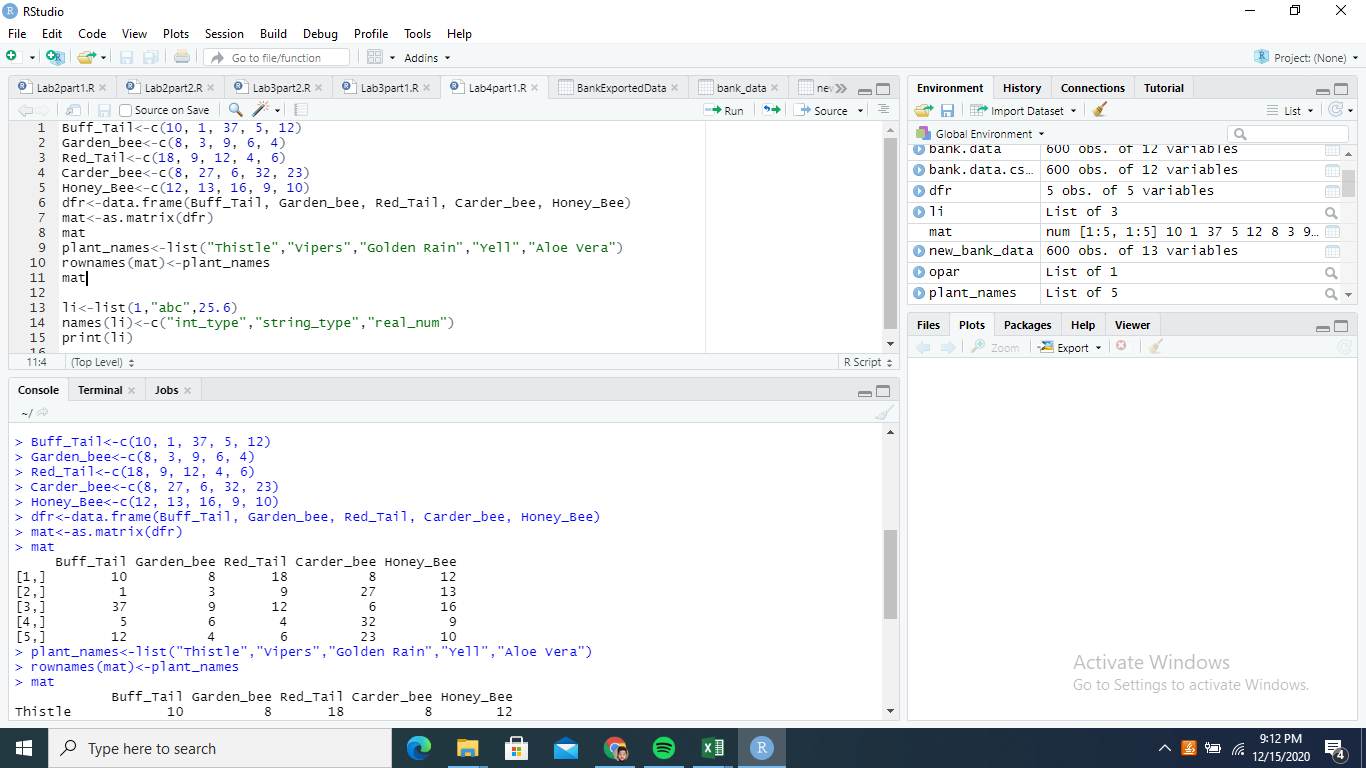 RStudio
File Edit Code View Plots Session Build Debug Profile Tools Help
Go to file/function Addins Project: (None)
Lab2part1.R Lab2part2.R Lab3part2.R Lab3part1.R Lab4part1.R BankExportedData bank_data
Source on Save Run Source
1 Buff_Tail<-c(10, 1, 37, 5, 12)
2 Garden_bee<-c(8, 3, 9, 6, 4)
3 Red_Tail<-c(18, 9, 12, 4, 6)
4 Carder_bee<-c(8, 27, 6, 32, 23)
5 Honey_Bee<-c(12, 13, 16, 9, 10)
6 dfr<-data.frame(Buff_Tail, Garden_bee, Red_Tail, Carder_bee, Honey_Bee)
7 mat<-as.matrix(dfr)
8 mat
9 plant_names<-list("Thistle","Vipers","Golden Rain","Yell","Aloe Vera")
10 rownames(mat)<-plant_names
11 mat
12
13 li<-list(1,"abc",25.6)
14 names(li)<-c("int_type","string_type","real_num")
15 print(li)
16
11:4 (Top Level) R Script
Console Terminal Jobs
~/
> Buff_Tail<-c(10, 1, 37, 5, 12)
> Garden_bee<-c(8, 3, 9, 6, 4)
> Red_Tail<-c(18, 9, 12, 4, 6)
> Carder_bee<-c(8, 27, 6, 32, 23)
> Honey_Bee<-c(12, 13, 16, 9, 10)
> dfr<-data.frame(Buff_Tail, Garden_bee, Red_Tail, Carder_bee, Honey_Bee)
> mat<-as.matrix(dfr)
> mat
Buff_Tail Garden_bee Red_Tail Carder_bee Honey_Bee
[1,] 10 8 18 8 12
[2,] 1 3 9 27 13
[3,] 37 9 12 6 16
[4,] 5 6 4 32 9
[5,] 12 4 6 23 10
> plant_names<-list("Thistle","Vipers","Golden Rain","Yell","Aloe Vera")
> rownames(mat)<-plant_names
> mat
Buff_Tail Garden_bee Red_Tail Carder_bee Honey_Bee
Thistle 10 8 18 8 12
Environment History Connections Tutorial
Import Dataset List
Global Environment
bank.data 600 obs. of 12 variables
bank.data.cs… 600 obs. of 12 variables
dfr 5 obs. of 5 variables
li List of 3
mat num [1:5, 1:5] 10 1 37 5 12 8 3 9…
new_bank_data 600 obs. of 13 variables
opar List of 1
plant_names List of 5
Files Plots Packages Help Viewer
Zoom Export
Activate Windows
Go to Settings to activate Windows.
Type here to search
9:12 PM
12/15/2020
4